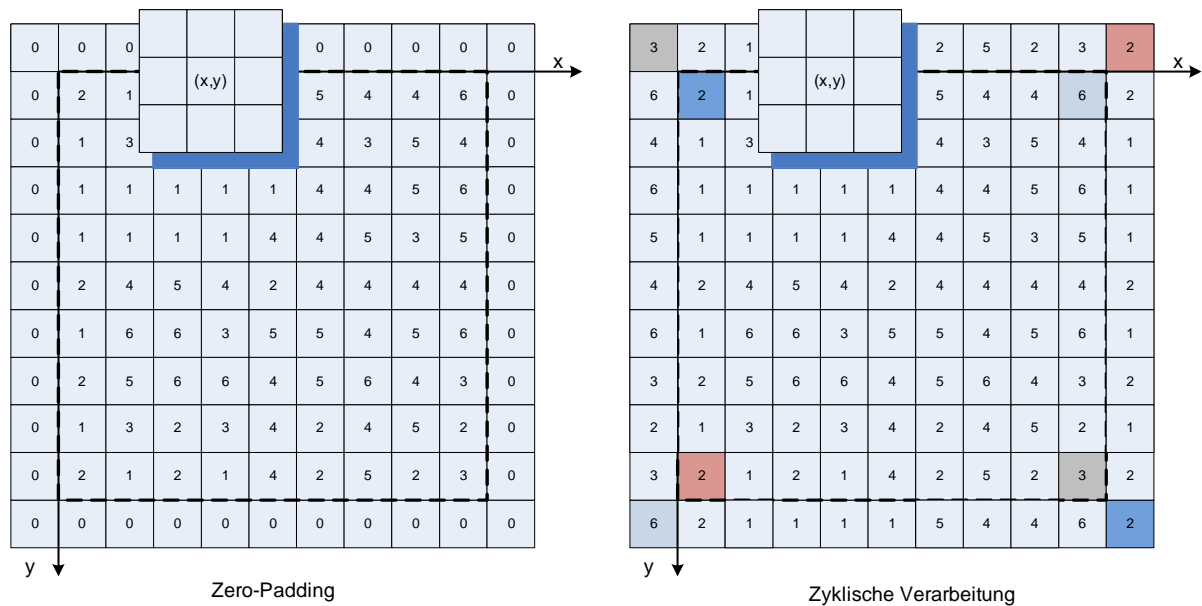 0 0 0 0 0 0 0 0
x
0 2 1 (x,y) 5 4 4 6 0
0 1 3 4 3 5 4 0
0 1 1 1 1 1 4 4 5 6 0
0 1 1 1 1 4 4 5 3 5 0
0 2 4 5 4 2 4 4 4 4 0
0 1 6 6 3 5 5 4 5 6 0
0 2 5 6 6 4 5 6 4 3 0
0 1 3 2 3 4 2 4 5 2 0
0 2 1 2 1 4 2 5 2 3 0
0 0 0 0 0 0 0 0 0 0 0
y
Zero-Padding
3 2 1 2 5 2 3 2
x
6 2 1 (x,y) 5 4 4 6 2
4 1 3 4 3 5 4 1
6 1 1 1 1 1 4 4 5 6 1
5 1 1 1 1 4 4 5 3 5 1
4 2 4 5 4 2 4 4 4 4 2
6 1 6 6 3 5 5 4 5 6 1
3 2 5 6 6 4 5 6 4 3 2
2 1 3 2 3 4 2 4 5 2 1
3 2 1 2 1 4 2 5 2 3 2
6 2 1 1 1 1 5 4 4 6 2
y
Zyklische Verarbeitung